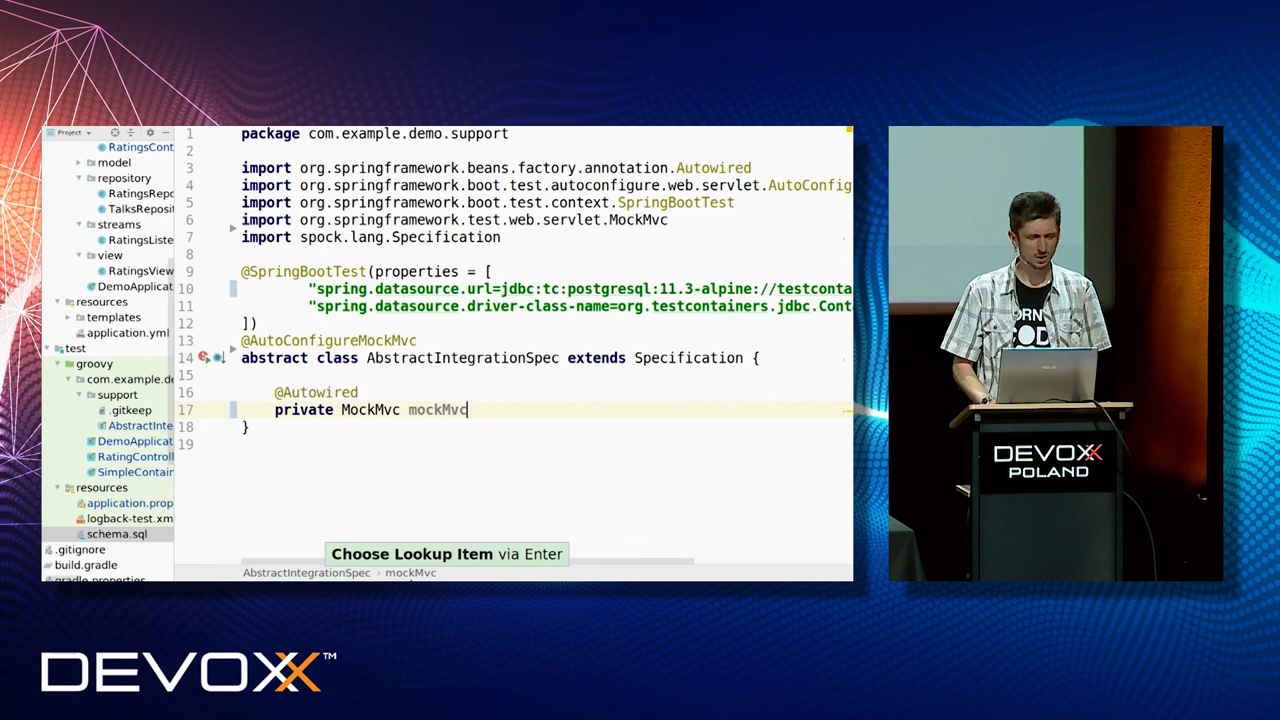 Project
RatingsCont
model
repository
RatingsRepo
TalksReposit
streams
RatingsListe
view
RatingsView
DemoApplicat
resources
templates
application.yml
test
groovy
com.example.de
support
.gitkeep
AbstractInte
DemoApplicat
RatingControll
SimpleContain
resources
application.prop
logback-test.xm
schema.sql
.gitignore
build.gradle
gradle.properties
1 package com.example.demo.support
2
3 import org.springframework.beans.factory.annotation.Autowired
4 import org.springframework.boot.test.autoconfigure.web.servlet.AutoConfig
5 import org.springframework.boot.test.context.SpringBootTest
6 import org.springframework.test.web.servlet.MockMvc
7 import spock.lang.Specification
8
9 @SpringBootTest(properties = [
10 "spring.datasource.url=jdbc:tc:postgresql:11.3-alpine://testconta
11 "spring.datasource.driver-class-name=org.testcontainers.jdbc.Cont
12 ])
13 @AutoConfigureMockMvc
14 abstract class AbstractIntegrationSpec extends Specification {
15
16 @Autowired
17 private MockMvc mockMvc
18 }
19
Choose Lookup Item via Enter
AbstractIntegrationSpec › mockMvc
ORN
COD
ASUS
DEVOXX
POLAND
DEVOXX™